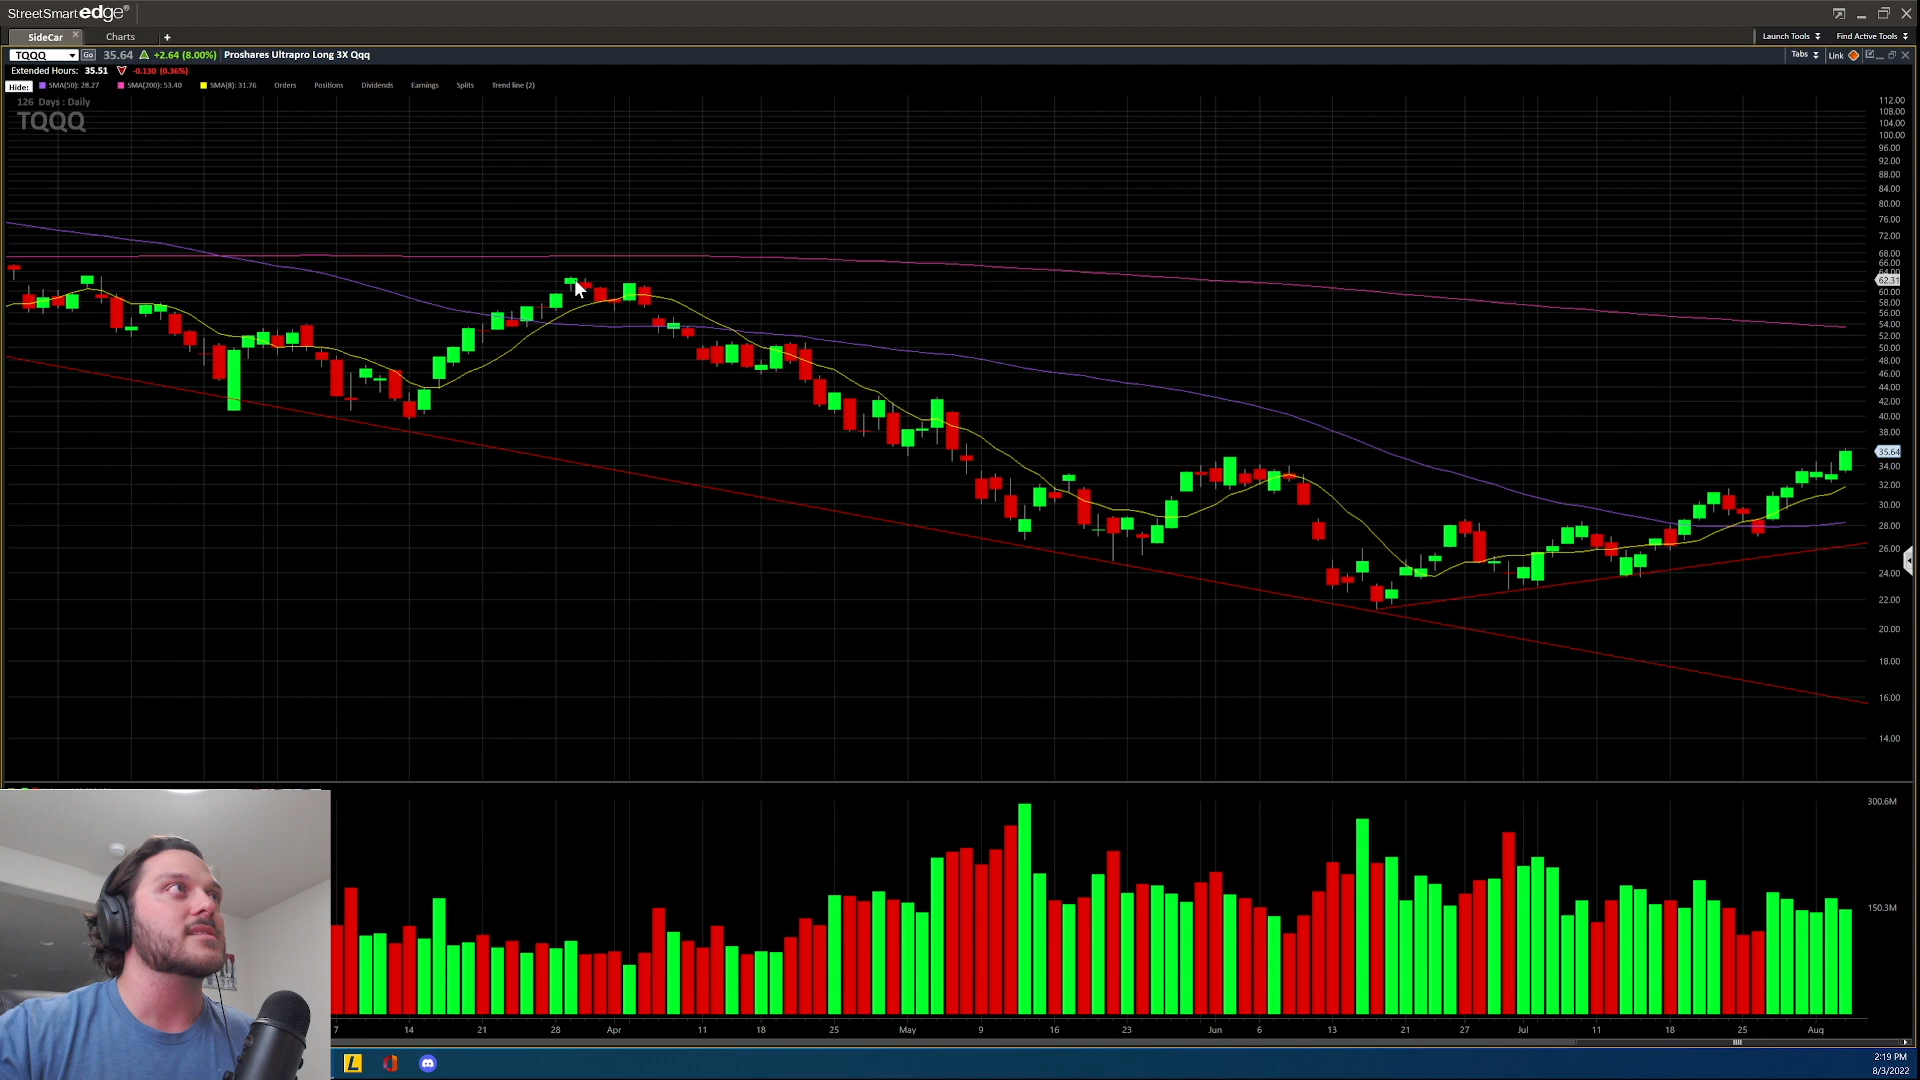 StreetSmart edge®
SideCar Charts +
Launch Tools Find Active Tools
TQQQ Go 35.64 +2.64 (8.00%) Proshares Ultrapro Long 3X Qqq
Tabs Link
Extended Hours: 35.51 -0.130 (0.36%)
Hide: SMA(50): 28.27 SMA(200): 53.40 SMA(8): 31.76 Orders Positions Dividends Earnings Splits Trend line (2)
126 Days : Daily
TQQQ
112.00
108.00
104.00
100.00
96.00
92.00
88.00
84.00
80.00
76.00
72.00
68.00
66.00
64.00
62.31
60.00
58.00
56.00
54.00
52.00
50.00
48.00
46.00
44.00
42.00
40.00
38.00
35.64
34.00
32.00
30.00
28.00
26.00
24.00
22.00
20.00
18.00
16.00
14.00
300.6M
150.3M
7 14 21 28 Apr 11 18 25 May 9 16 23 Jun 6 13 21 27 Jul 11 18 25 Aug
L
2:19 PM
8/3/2022